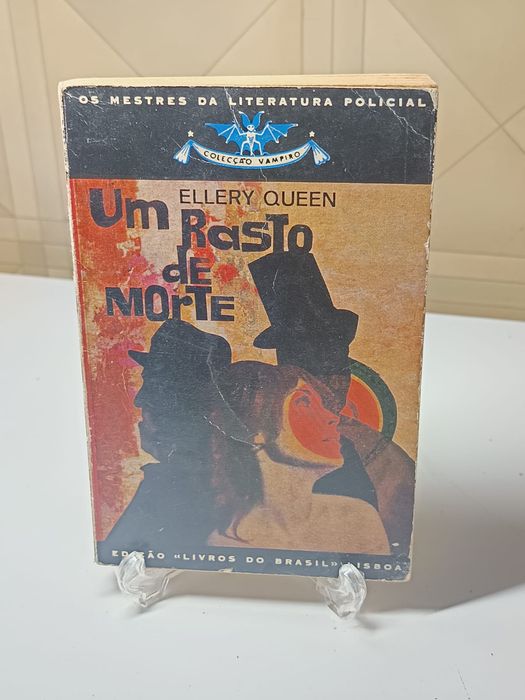 OS MESTRES DA LITERATURA POLICIAL
COLECÇÃO VAMPIRO
ELLERY QUEEN
Um RASTO
dE
MORTE
EDIÇÃO «LIVROS DO BRASIL» LISBOA